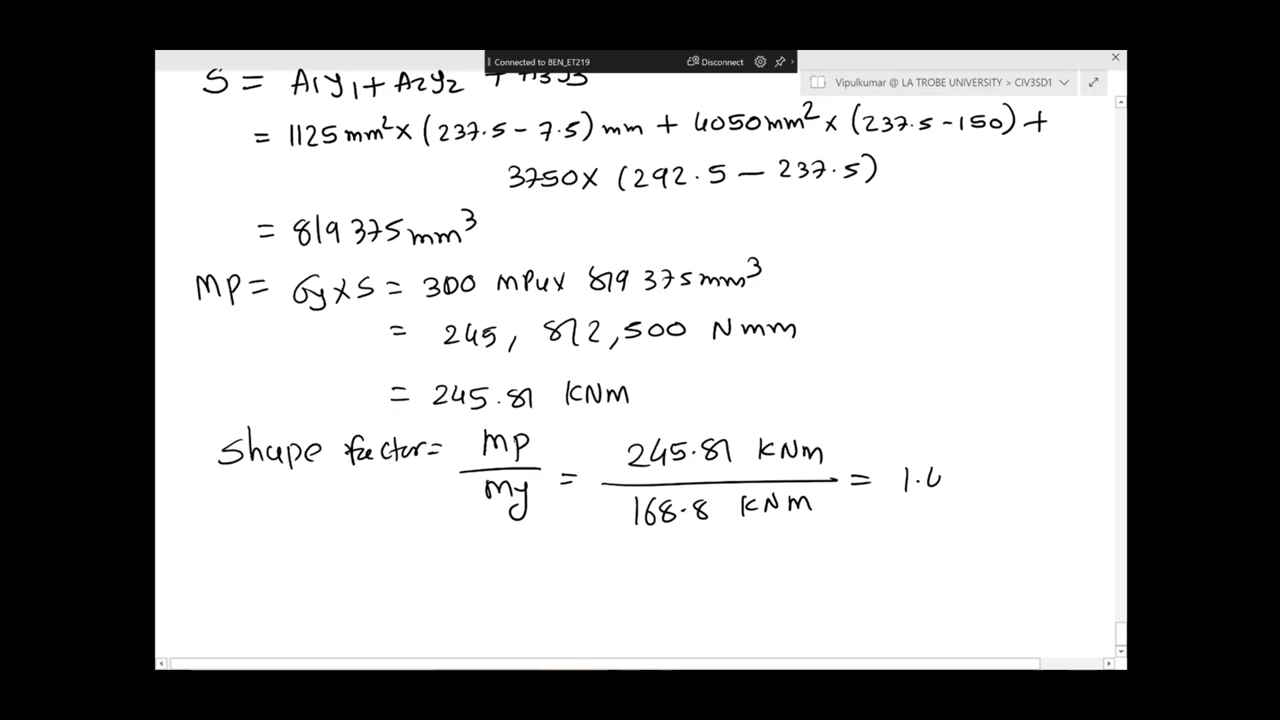 Connected to BEN_ET219 Disconnect
Vipulkumar @ LA TROBE UNIVERSITY > CIV3SD1
S = A1y1 + A2y2 + A3y3
= 1125 mm² × (237.5 - 7.5) mm + 4050 mm² × (237.5 - 150) +
3750 × (292.5 - 237.5)
= 819 375 mm³
Mp = σy × S = 300 MPa × 819 375 mm³
= 245, 812, 500 Nmm
= 245.81 KNm
Shape factor = Mp / My = 245.81 KNm / 168.8 KNm = 1.4